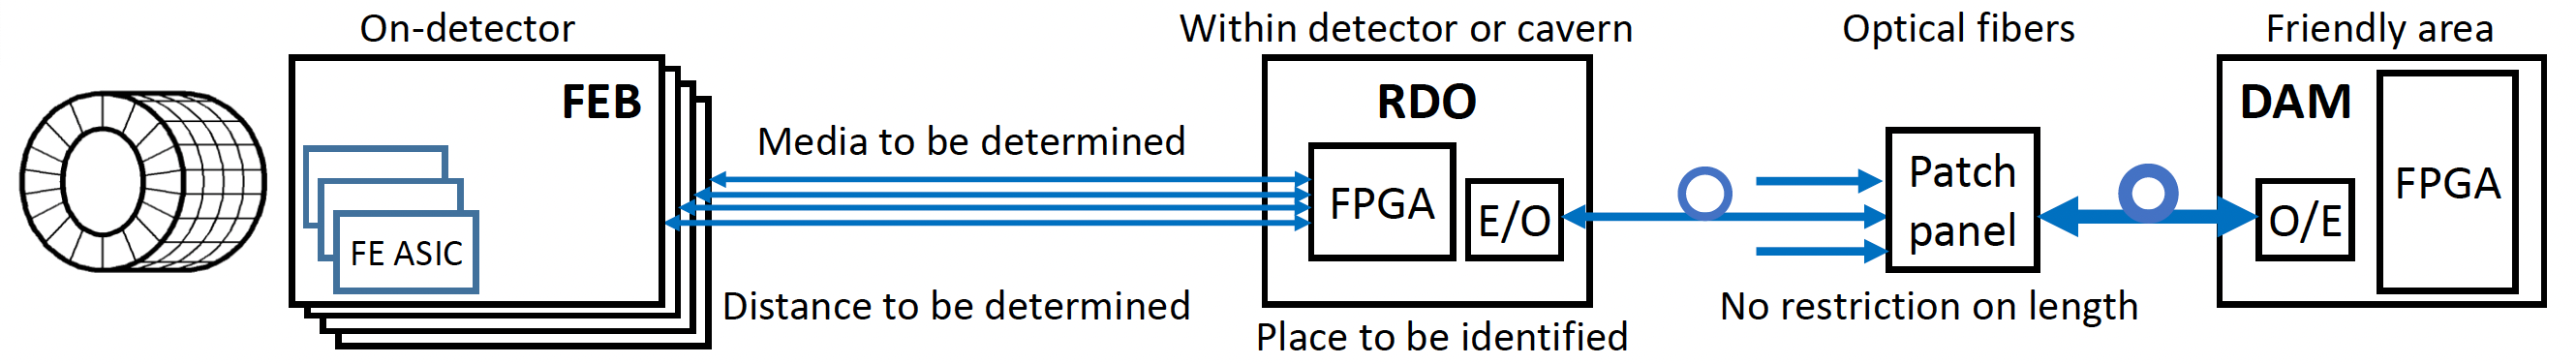 On-detector
FEB
FE ASIC
Media to be determined
Distance to be determined
Within detector or cavern
RDO
FPGA
E/O
Place to be identified
Optical fibers
Patch
panel
No restriction on length
Friendly area
DAM
O/E
FPGA